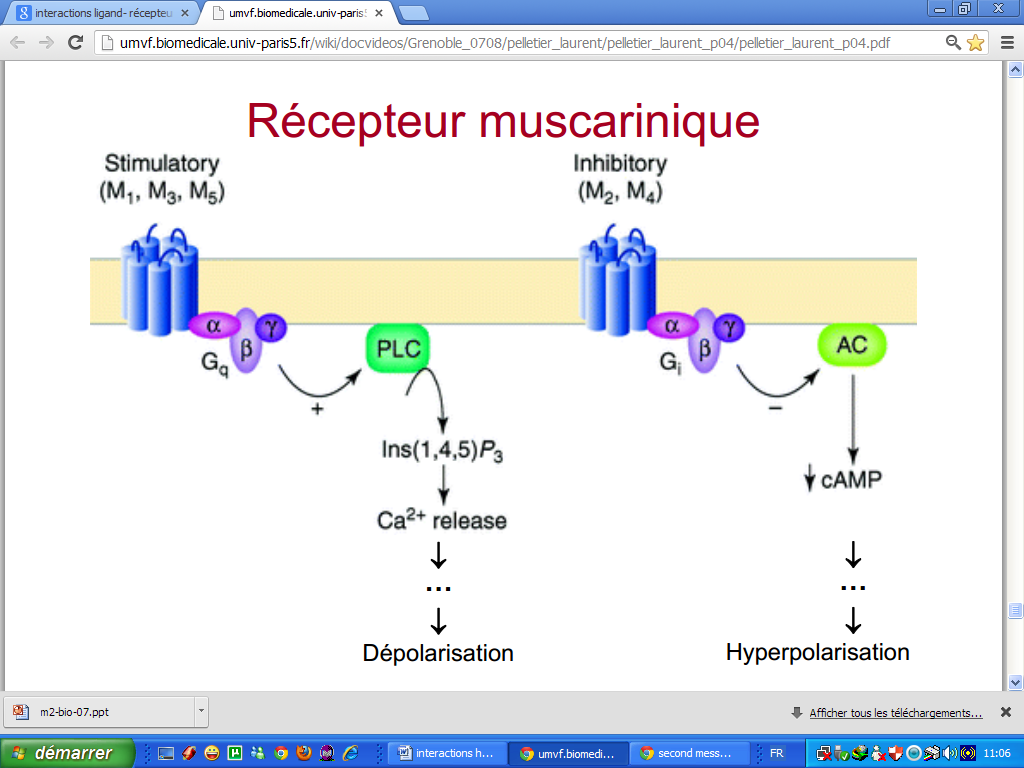 interactions ligand- récepteu
umvf.biomedicale.univ-paris5
umvf.biomedicale.univ-paris5.fr/wiki/docvideos/Grenoble_0708/pelletier_laurent/pelletier_laurent_p04/pelletier_laurent_p04.pdf
Récepteur muscarinique
Stimulatory
(M1, M3, M5)
Inhibitory
(M2, M4)
α
β
γ
Gq
+
PLC
Ins(1,4,5)P3
Ca2+ release
...
Dépolarisation
α
β
γ
Gi
−
AC
↓ cAMP
...
Hyperpolarisation
m2-bio-07.ppt
Afficher tous les téléchargements...
démarrer
interactions h...
umvf.biomedi...
second mess...
FR
11:06